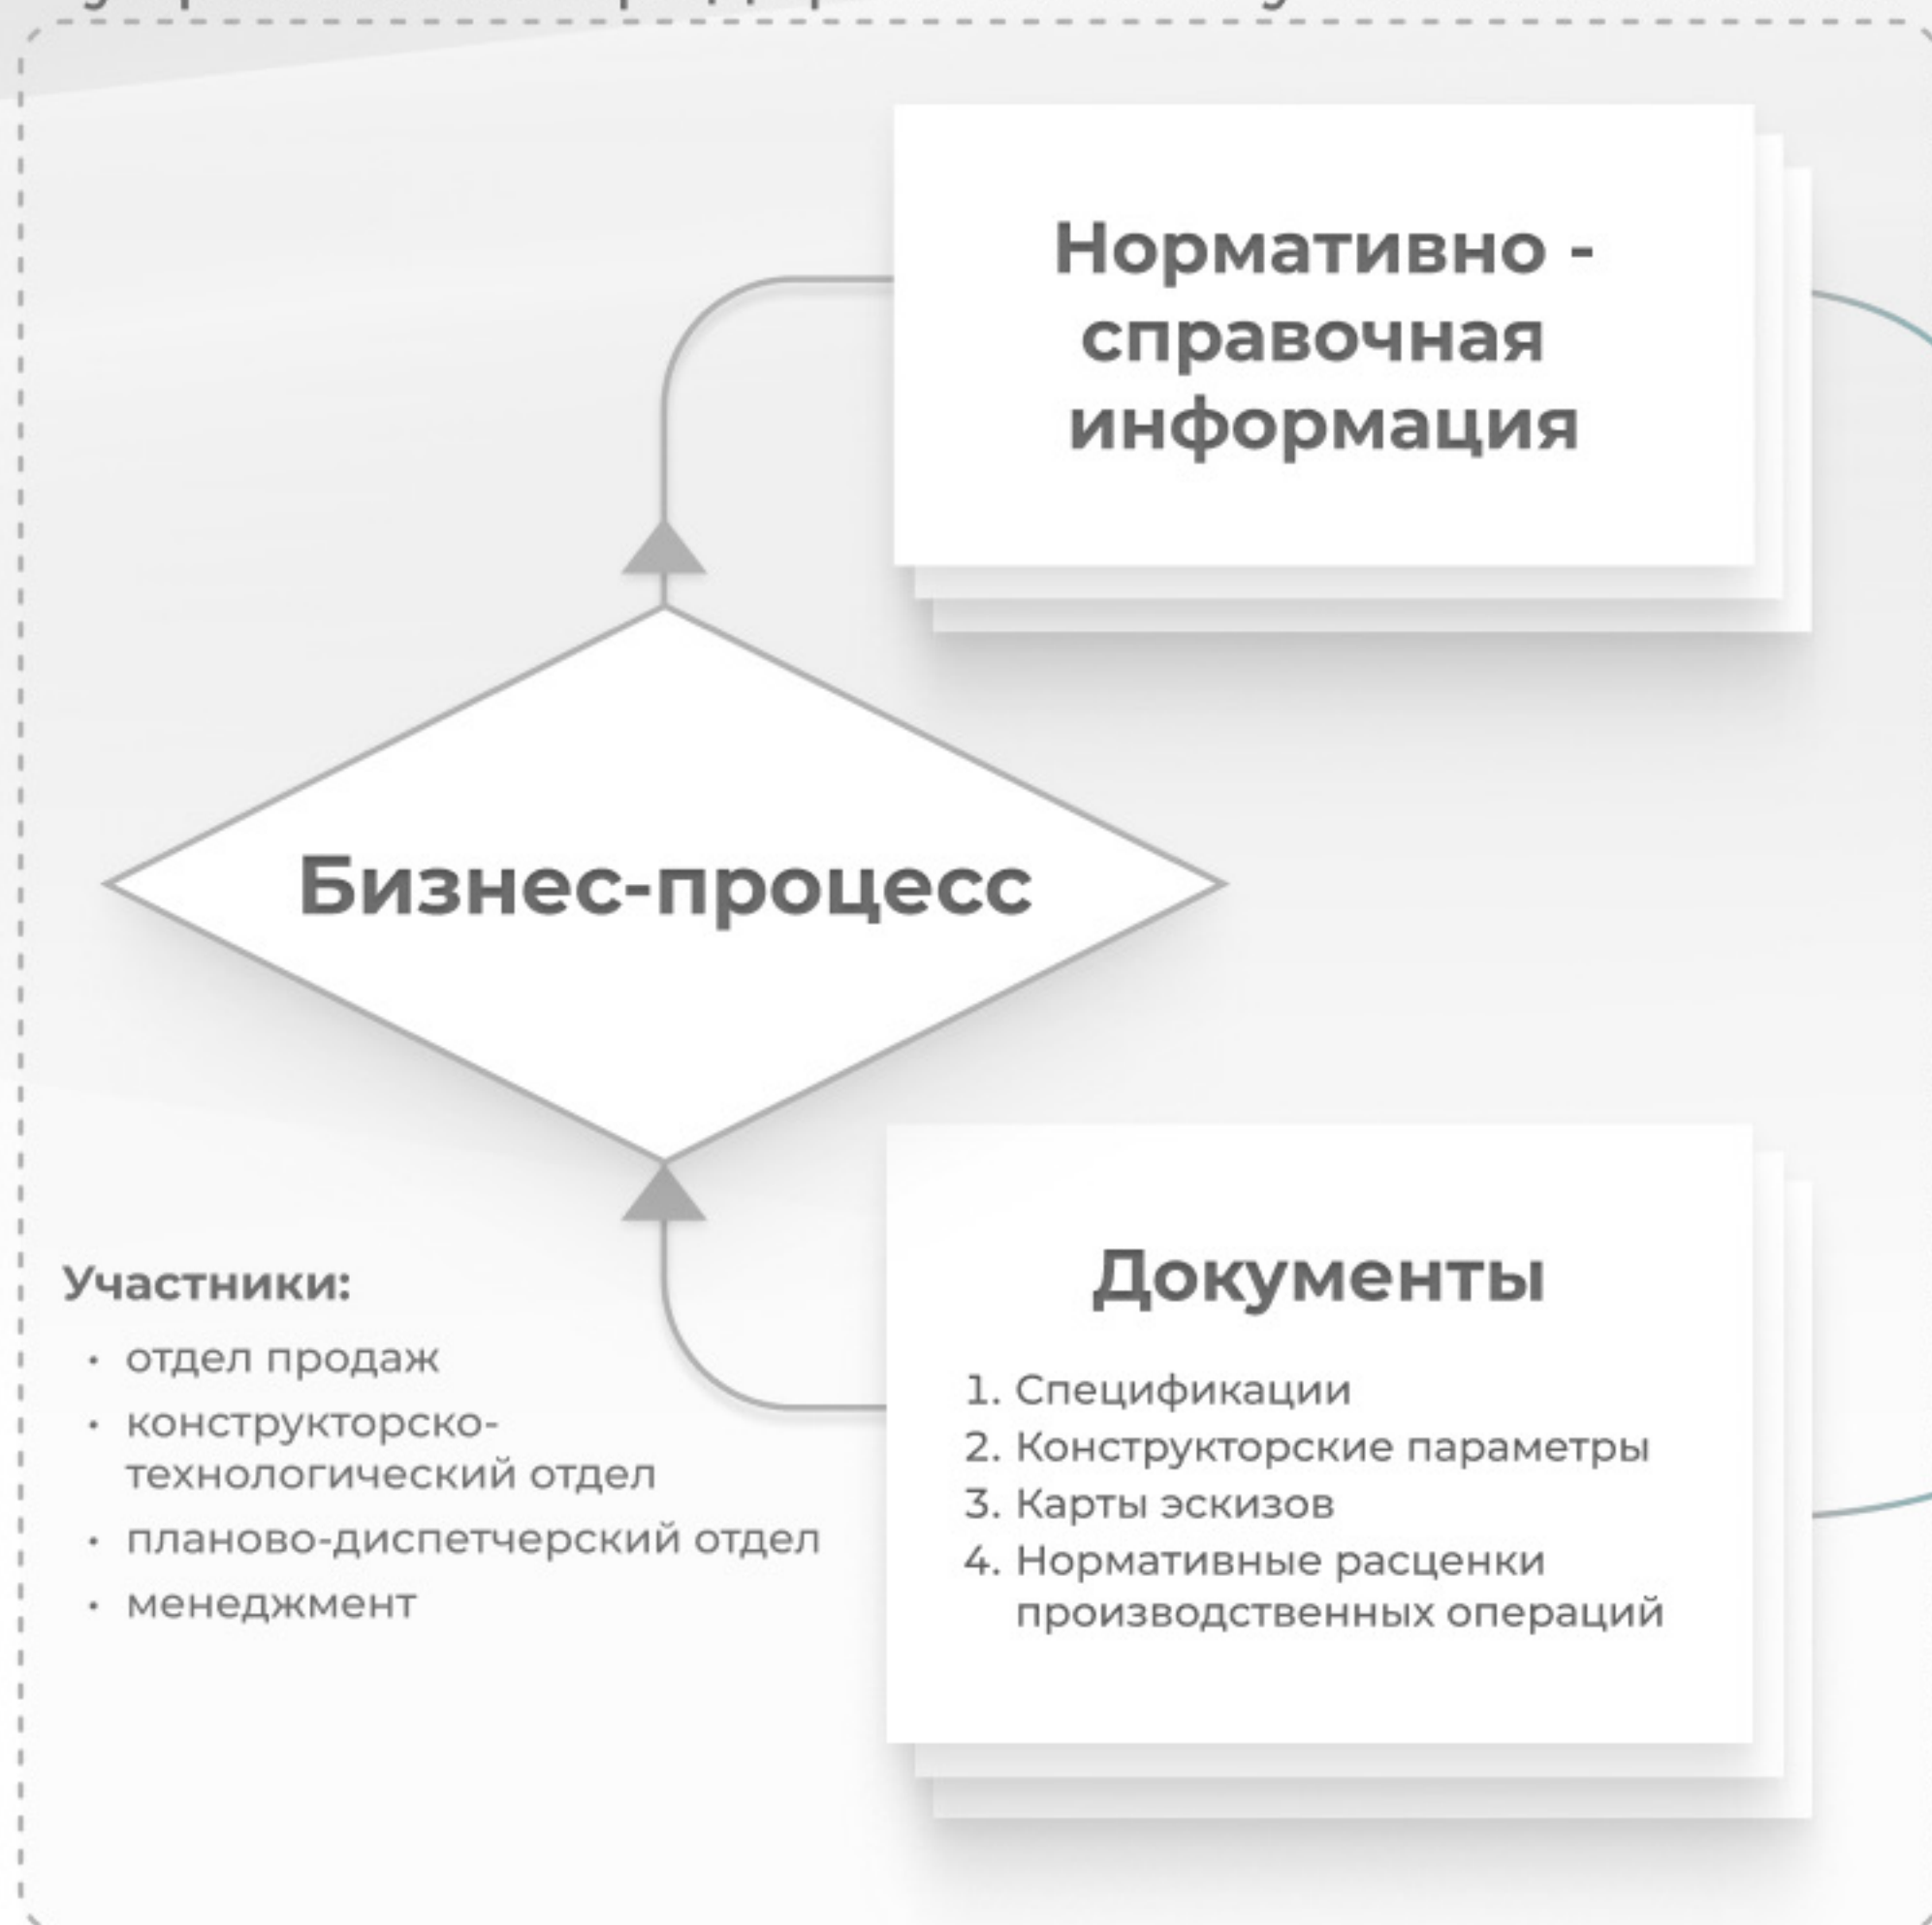 Нормативно -
справочная
информация
Бизнес-процесс
Участники:
• отдел продаж
• конструкторско-
технологический отдел
• планово-диспетчерский отдел
• менеджмент
Документы
1. Спецификации
2. Конструкторские параметры
3. Карты эскизов
4. Нормативные расценки
производственных операций